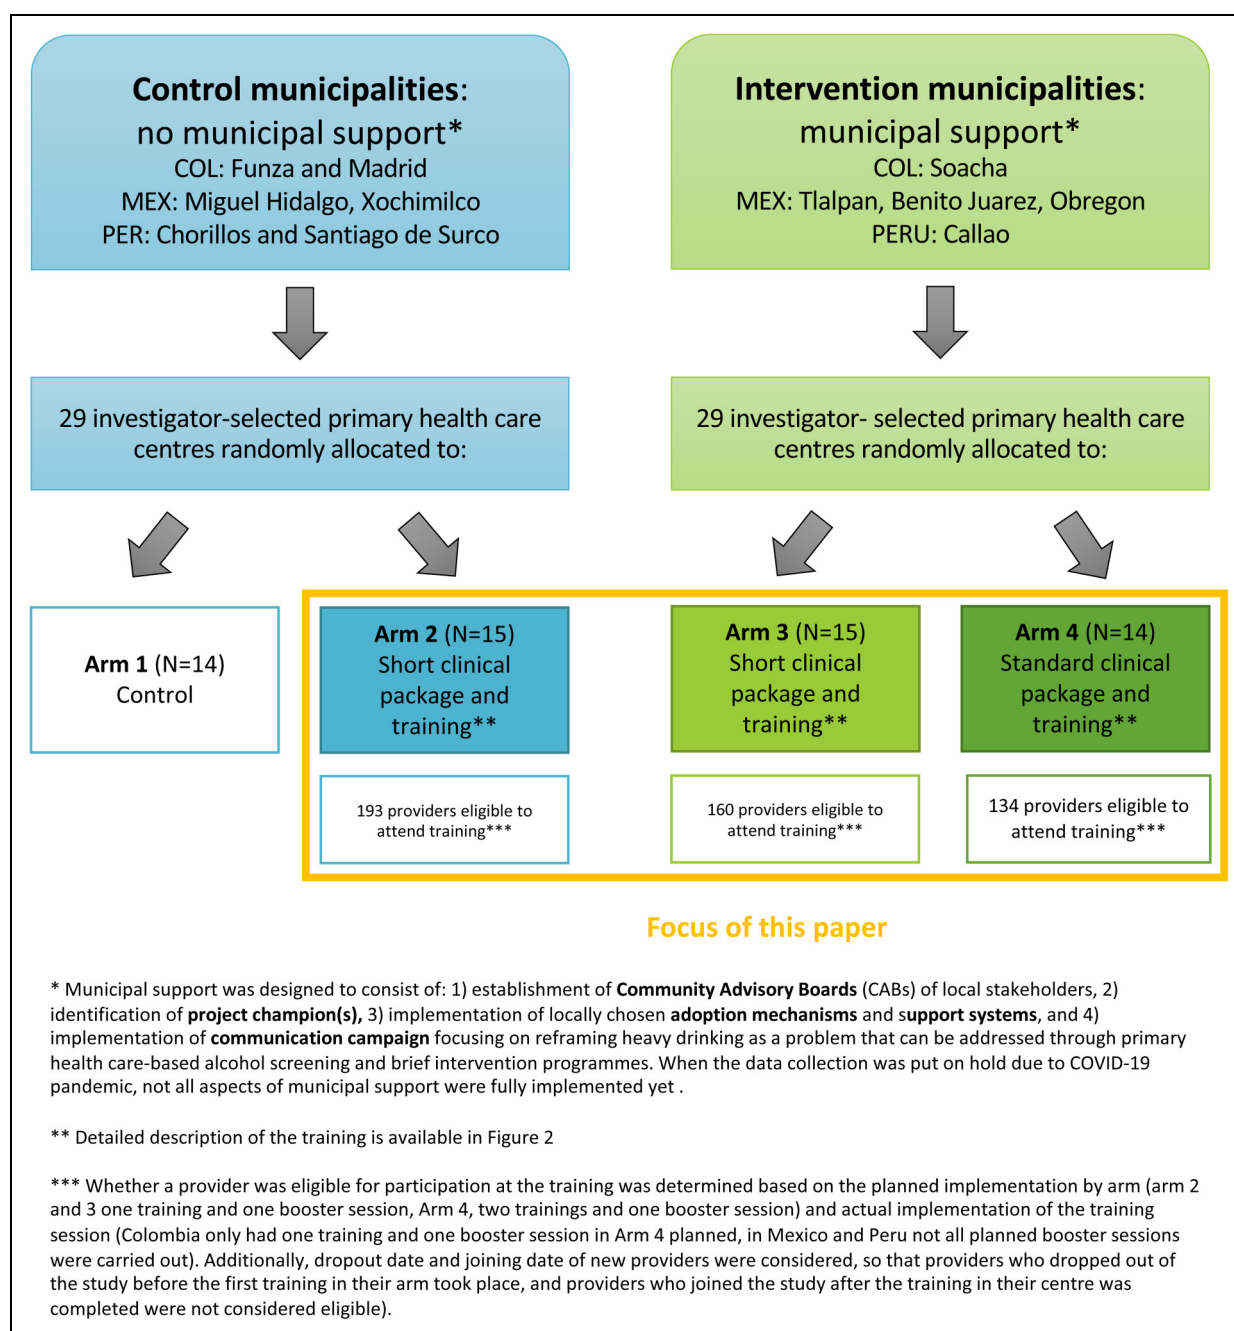 Control municipalities:
no municipal support*
COL: Funza and Madrid
MEX: Miguel Hidalgo, Xochimilco
PER: Chorillos and Santiago de Surco
Intervention municipalities:
municipal support*
COL: Soacha
MEX: Tlalpan, Benito Juarez, Obregon
PERU: Callao
29 investigator-selected primary health care
centres randomly allocated to:
29 investigator- selected primary health care
centres randomly allocated to:
Arm 1 (N=14)
Control
Arm 2 (N=15)
Short clinical
package and
training**
Arm 3 (N=15)
Short clinical
package and
training**
Arm 4 (N=14)
Standard clinical
package and
training**
193 providers eligible to
attend training***
160 providers eligible to
attend training***
134 providers eligible to
attend training***
Focus of this paper
* Municipal support was designed to consist of: 1) establishment of Community Advisory Boards (CABs) of local stakeholders, 2)
identification of project champion(s), 3) implementation of locally chosen adoption mechanisms and support systems, and 4)
implementation of communication campaign focusing on reframing heavy drinking as a problem that can be addressed through primary
health care-based alcohol screening and brief intervention programmes. When the data collection was put on hold due to COVID-19
pandemic, not all aspects of municipal support were fully implemented yet .
** Detailed description of the training is available in Figure 2
*** Whether a provider was eligible for participation at the training was determined based on the planned implementation by arm (arm 2
and 3 one training and one booster session, Arm 4, two trainings and one booster session) and actual implementation of the training
session (Colombia only had one training and one booster session in Arm 4 planned, in Mexico and Peru not all planned booster sessions
were carried out). Additionally, dropout date and joining date of new providers were considered, so that providers who dropped out of
the study before the first training in their arm took place, and providers who joined the study after the training in their centre was
completed were not considered eligible).